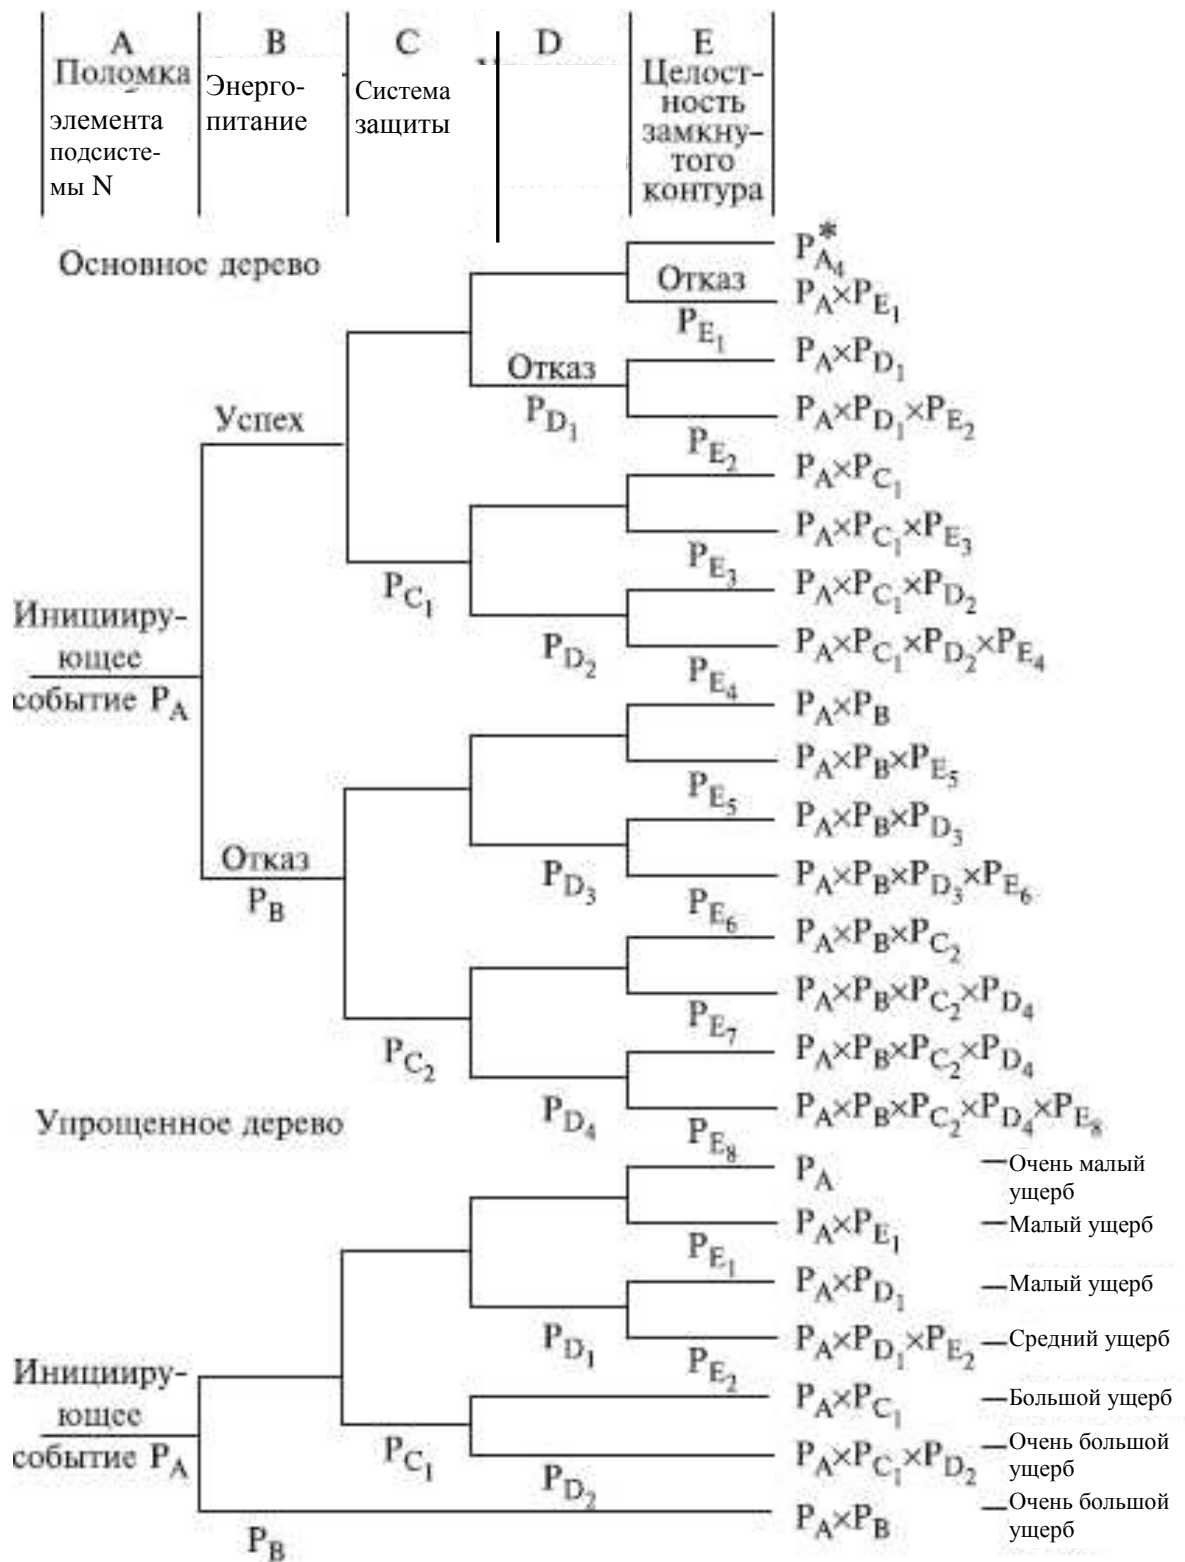 A B C D E
Поломка
элемента
подсисте-
мы N
Энерго-
питание
Система
защиты
Целост-
ность
замкну-
того
контура
Основное дерево
P*A4
Отказ
PE1
PA×PE1
PA×PD1
Отказ
PD1
PA×PD1×PE2
Успех
PE2
PA×PC1
PA×PC1×PE3
PE3
PC1
PA×PC1×PD2
Иницииру-
ющее
событие PA
PD2
PA×PC1×PD2×PE4
PE4
PA×PB
PA×PB×PE5
PE5
PA×PB×PD3
Отказ
PB
PD3
PA×PB×PD3×PE6
PE6
PA×PB×PC2
PA×PB×PC2×PD4
PE7
PC2
PA×PB×PC2×PD4
PD4
PA×PB×PC2×PD4×PE8
PE8
Упрощенное дерево
PA
Очень малый
ущерб
PA×PE1
Малый ущерб
PE1
PA×PD1
Малый ущерб
PD1
PA×PD1×PE2
Средний ущерб
PE2
Иницииру-
ющее
событие PA
PA×PC1
Большой ущерб
PC1
PA×PC1×PD2
Очень большой
ущерб
PD2
PA×PB
Очень большой
ущерб
PB